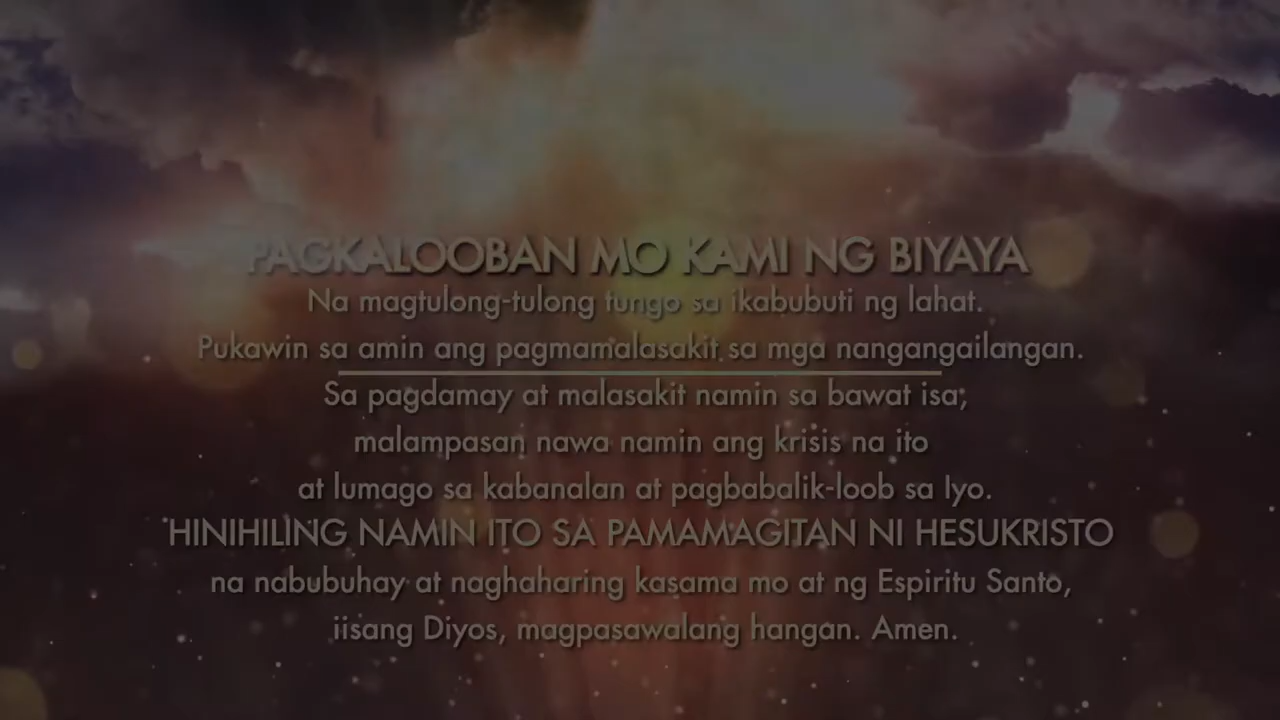 PAGKALOOBAN MO KAMI NG BIYAYA
Na magtulong-tulong tungo sa ikabubuti ng lahat.
Pukawin sa amin ang pagmamalasakit sa mga nangangailangan.
Sa pagdamay at malasakit namin sa bawat isa,
malampasan nawa namin ang krisis na ito
at lumago sa kabanalan at pagbabalik-loob sa Iyo.
HINIHILING NAMIN ITO SA PAMAMAGITAN NI HESUKRISTO
na nabubuhay at naghaharing kasama mo at ng Espiritu Santo,
iisang Diyos, magpasawalang hangan. Amen.